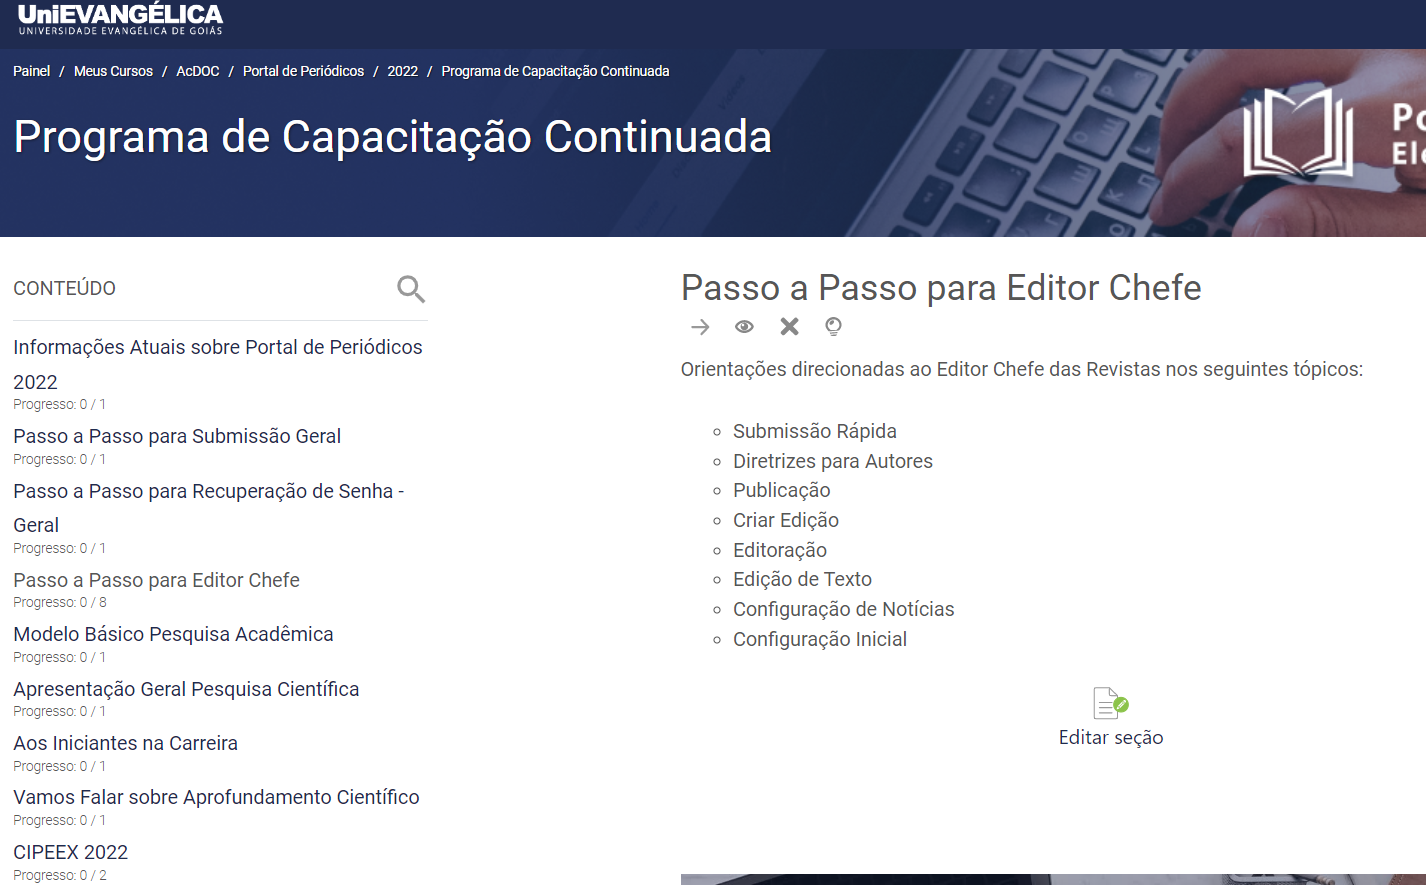 UniEVANGÉLICA
UNIVERSIDADE EVANGÉLICA DE GOIÁS
Painel / Meus Cursos / AcDOC / Portal de Periódicos / 2022 / Programa de Capacitação Continuada
Programa de Capacitação Continuada
CONTEÚDO
Informações Atuais sobre Portal de Periódicos
2022
Progresso: 0 / 1
Passo a Passo para Submissão Geral
Progresso: 0 / 1
Passo a Passo para Recuperação de Senha -
Geral
Progresso: 0 / 1
Passo a Passo para Editor Chefe
Progresso: 0 / 8
Modelo Básico Pesquisa Acadêmica
Progresso: 0 / 1
Apresentação Geral Pesquisa Científica
Progresso: 0 / 1
Aos Iniciantes na Carreira
Progresso: 0 / 1
Vamos Falar sobre Aprofundamento Científico
Progresso: 0 / 1
CIPEEX 2022
Progresso: 0 / 2
Passo a Passo para Editor Chefe
Orientações direcionadas ao Editor Chefe das Revistas nos seguintes tópicos:
Submissão Rápida
Diretrizes para Autores
Publicação
Criar Edição
Editoração
Edição de Texto
Configuração de Notícias
Configuração Inicial
Editar seção